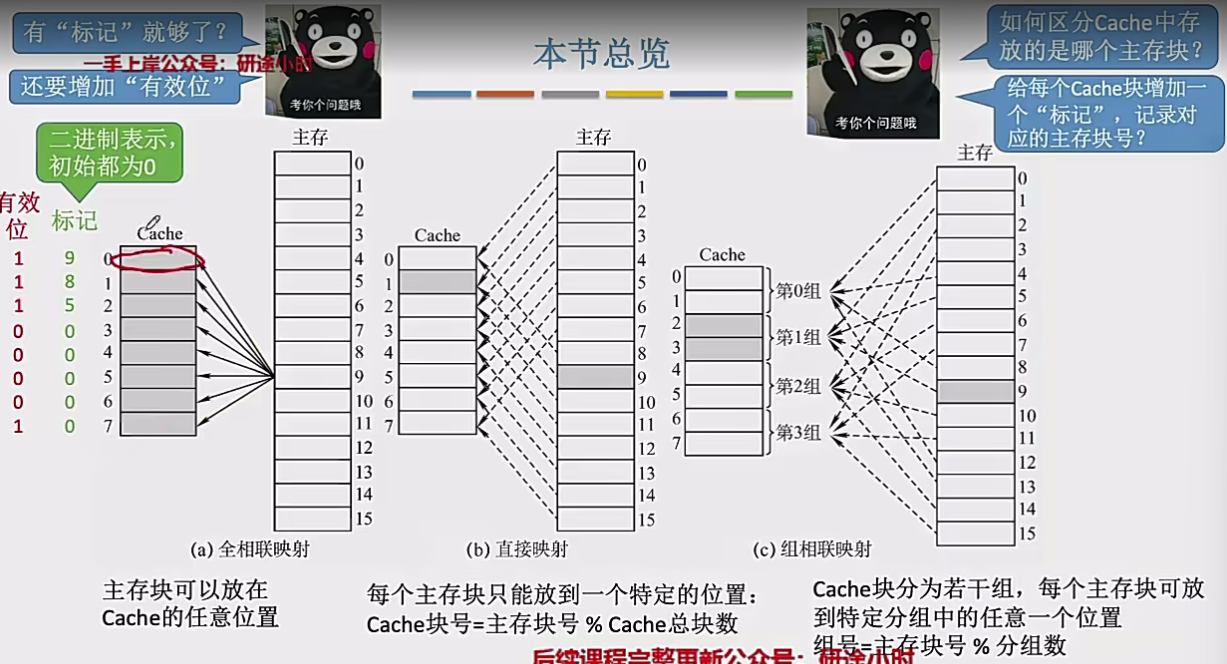 有“标记”就够了？
还要增加“有效位”
一手上岸公众号：研途小时
考你个问题哦
本节总览
考你个问题哦
如何区分Cache中存
放的是哪个主存块？
给每个Cache块增加一
个“标记”，记录对
应的主存块号？
二进制表示，
初始都为0
有效
位
标记
Cache
主存
1 9 0
1 8 1
1 5 2
0 0 3
0 0 4
0 0 5
0 0 6
1 0 7
0
1
2
3
4
5
6
7
8
9
10
11
12
13
14
15
(a) 全相联映射
主存块可以放在
Cache的任意位置
Cache
主存
0
1
2
3
4
5
6
7
0
1
2
3
4
5
6
7
8
9
10
11
12
13
14
15
(b) 直接映射
每个主存块只能放到一个特定的位置：
Cache块号=主存块号 % Cache总块数
Cache
主存
0
1
2
3
4
5
6
7
第0组
第1组
第2组
第3组
0
1
2
3
4
5
6
7
8
9
10
11
12
13
14
15
(c) 组相联映射
Cache块分为若干组，每个主存块可放
到特定分组中的任意一个位置
组号=主存块号 % 分组数
后续课程完整更新公众号：研途小时